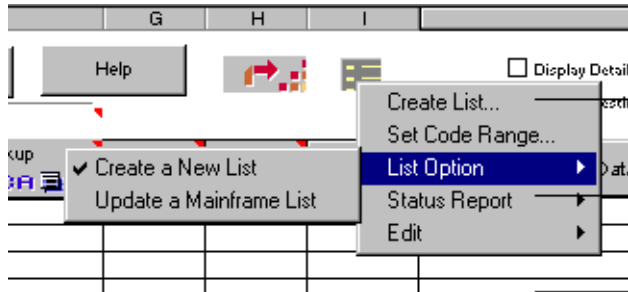 G H I
Help
Display Detail
Create List...
Set Code Range...
kup
✔ Create a New List
List Option
Update a Mainframe List
Status Report
Edit